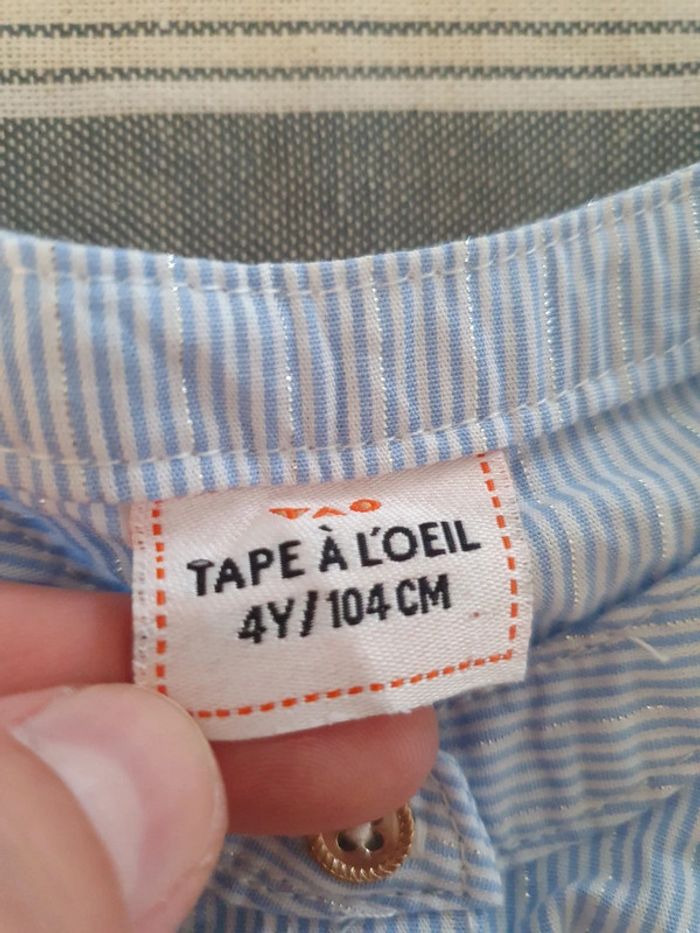 TAO
TAPE À L'OEIL
4Y/104 CM